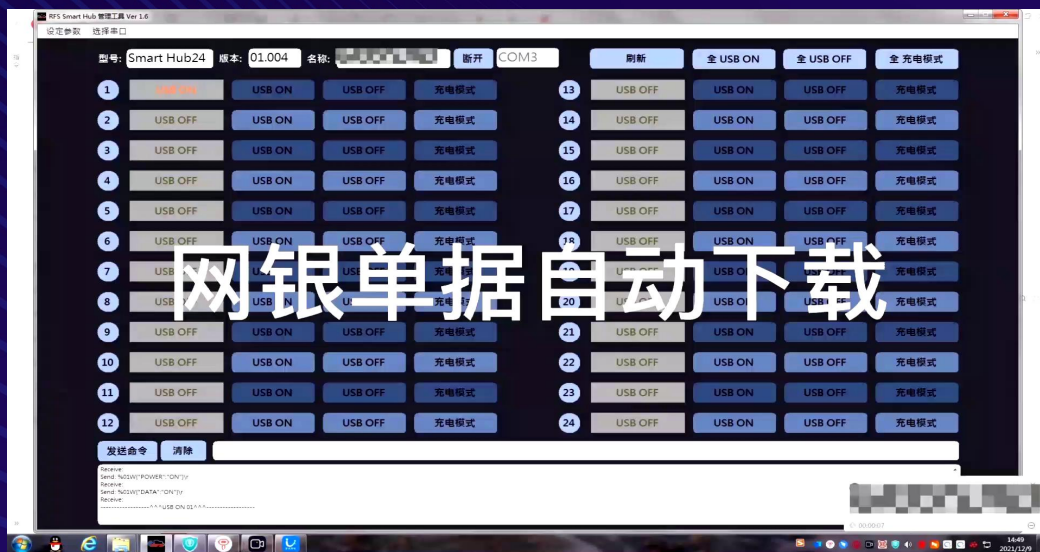 RFS Smart Hub 管理工具 Ver 1.6
设定参数 选择串口
型号: Smart Hub24 版本: 01.004 名称: 断开 COM3 刷新 全 USB ON 全 USB OFF 全 充电模式
1 USB ON USB OFF 充电模式 13 USB OFF USB ON USB OFF 充电模式
2 USB OFF USB ON USB OFF 充电模式 14 USB OFF USB ON USB OFF 充电模式
3 USB OFF USB ON USB OFF 充电模式 15 USB OFF USB ON USB OFF 充电模式
4 USB OFF USB ON USB OFF 充电模式 16 USB OFF USB ON USB OFF 充电模式
5 USB OFF USB ON USB OFF 充电模式 17 USB OFF USB ON USB OFF 充电模式
6 USB OFF USB ON USB OFF 充电模式 18 USB OFF USB ON USB OFF 充电模式
网银单据自动下载
7 充电模式
8 20 充电模式
9 USB OFF USB ON USB OFF 充电模式 21 USB OFF USB ON USB OFF 充电模式
10 USB OFF USB ON USB OFF 充电模式 22 USB OFF USB ON USB OFF 充电模式
11 USB OFF USB ON USB OFF 充电模式 23 USB OFF USB ON USB OFF 充电模式
12 USB OFF USB ON USB OFF 充电模式 24 USB OFF USB ON USB OFF 充电模式
发送命令 清除
Receive:
Send: %01W{"POWER":"ON"}\r
Receive:
Send: %01W{"DATA":"ON"}\r
Receive:
------------------^^^USB ON 01^^^------------------
00:00:07
14:49
2021/12/9